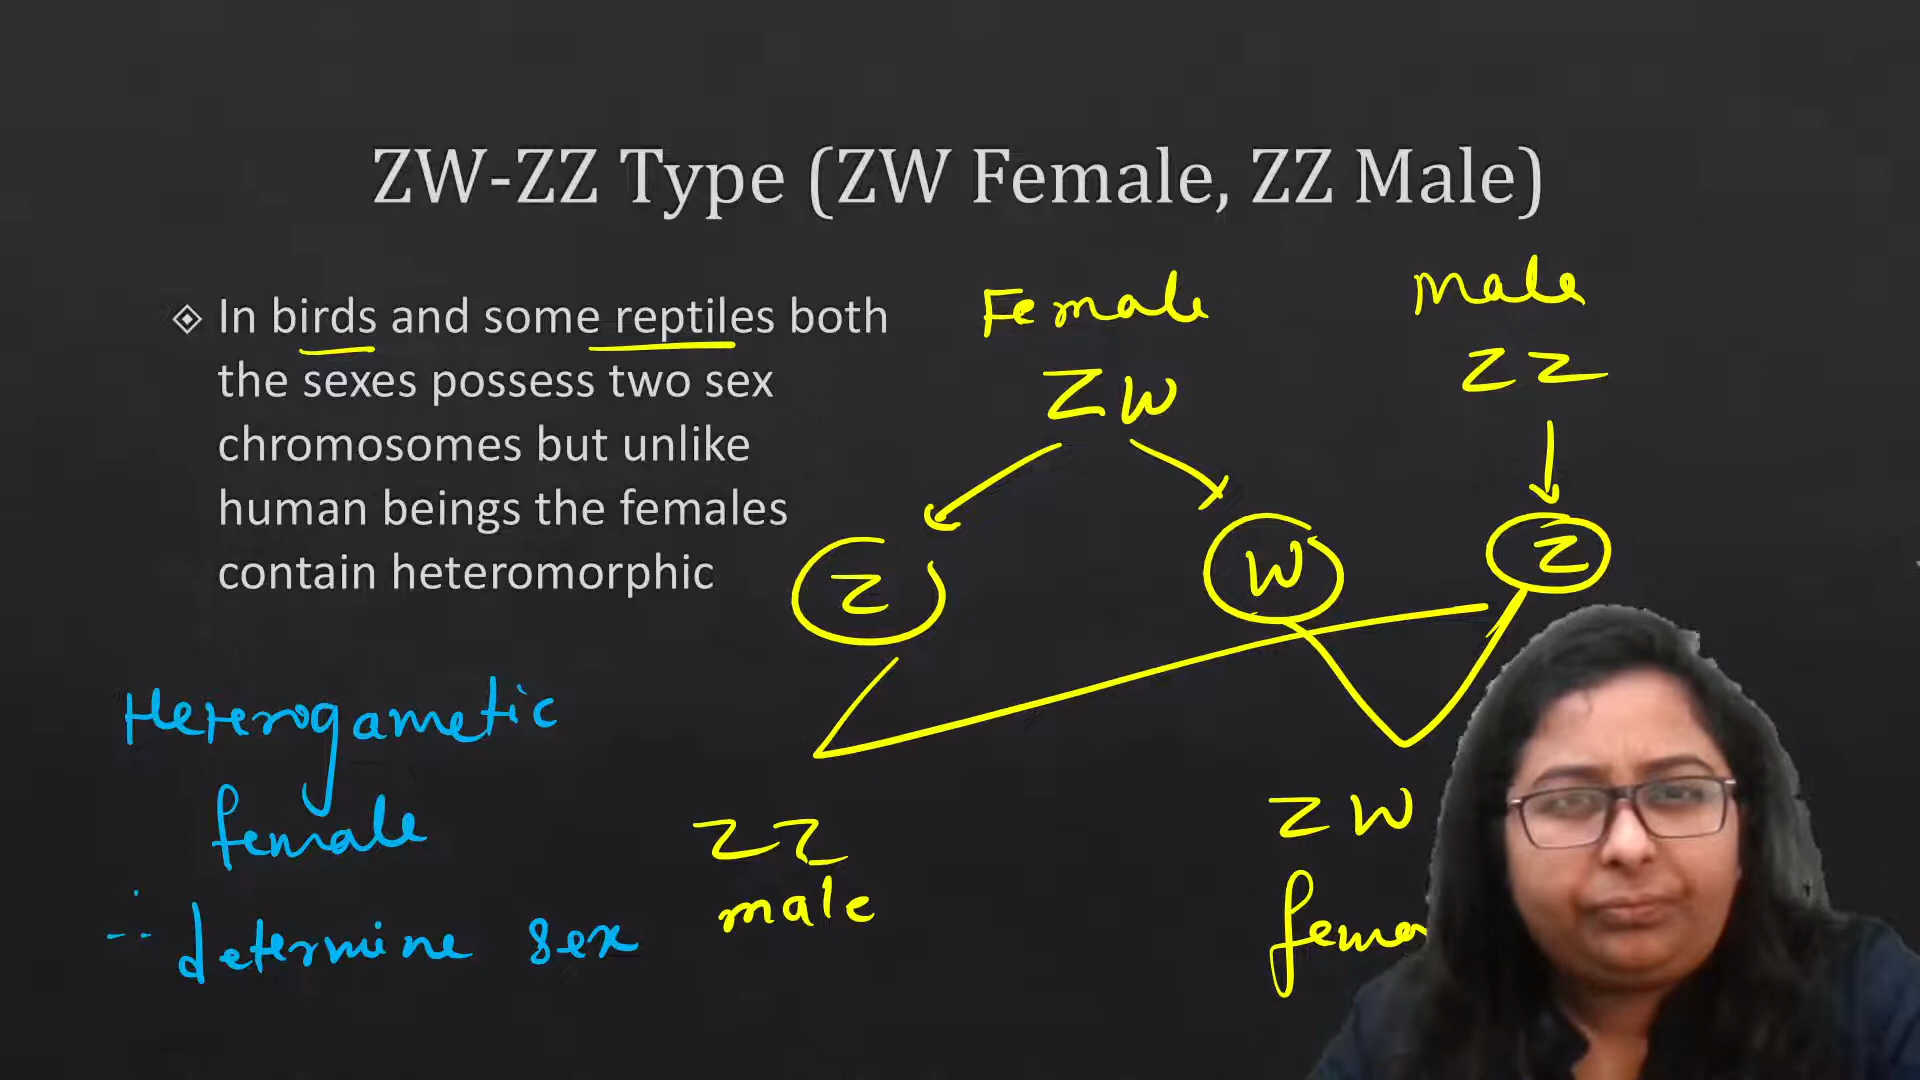 ZW-ZZ Type (ZW Female, ZZ Male)
In birds and some reptiles both
the sexes possess two sex
chromosomes but unlike
human beings the females
contain heteromorphic
Female
Male
ZW
ZZ
Z
W
Z
Heterogametic
female
∴ determine sex
ZZ
male
ZW